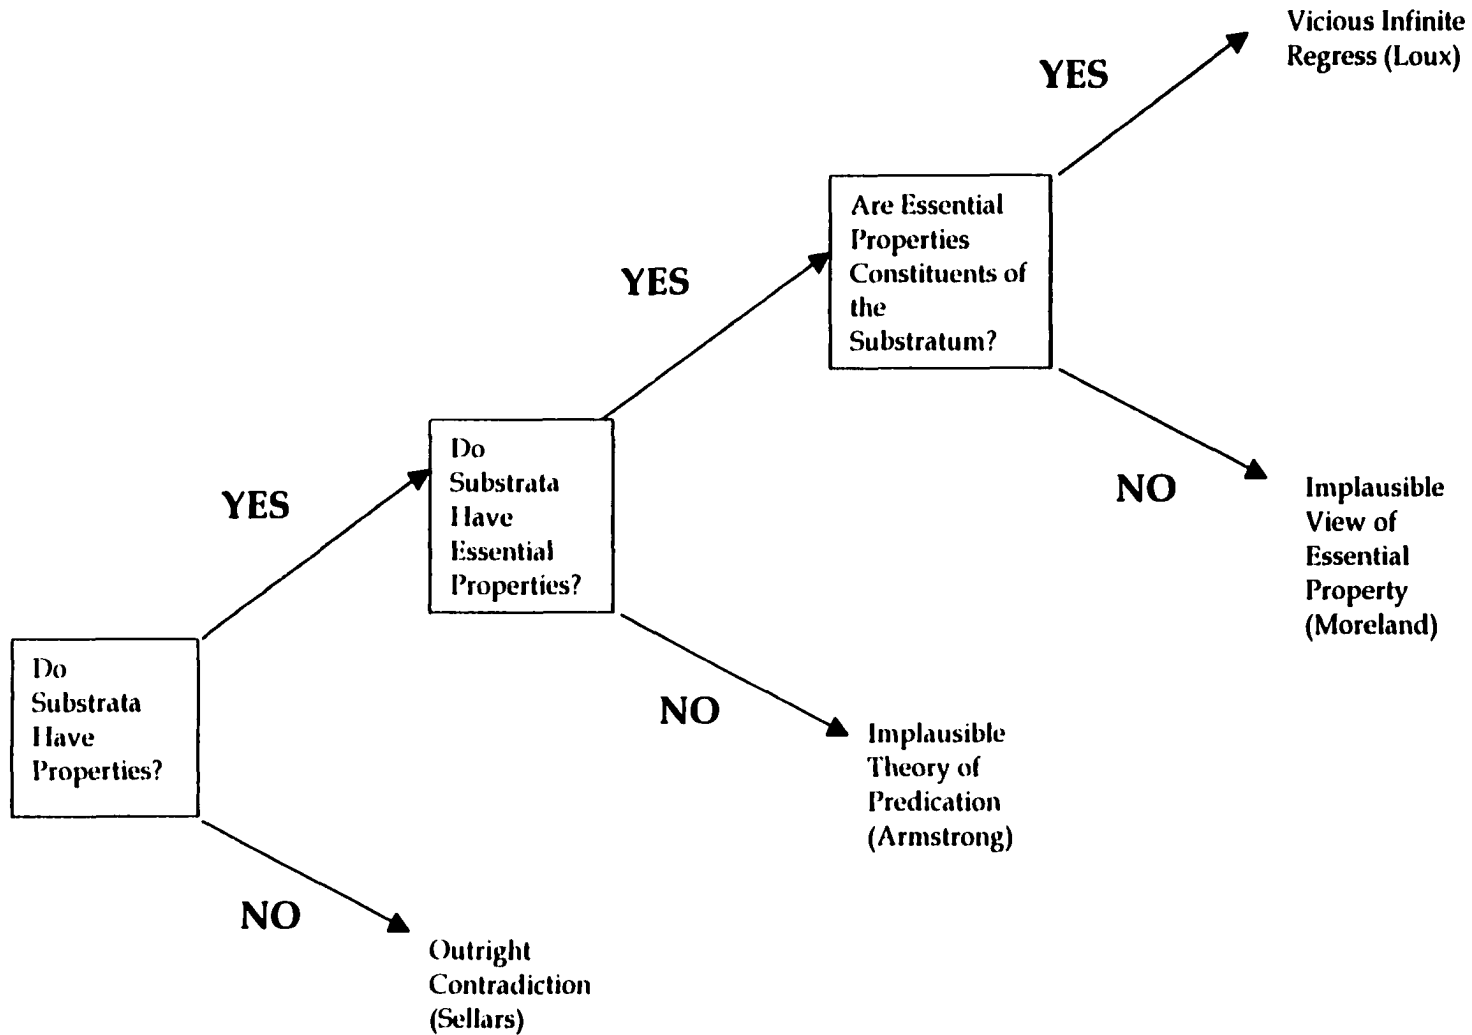 Vicious Infinite
Regress (Loux)
YES
Are Essential
Properties
Constituents of
the
Substratum?
YES
NO
Implausible
View of
Essential
Property
(Moreland)
Do
Substrata
Have
Essential
Properties?
YES
NO
Implausible
Theory of
Predication
(Armstrong)
Do
Substrata
Have
Properties?
NO
Outright
Contradiction
(Sellars)